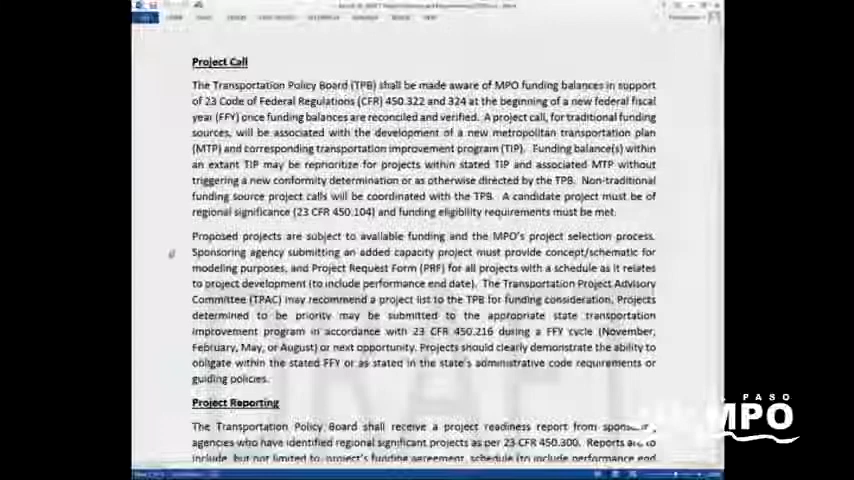 Project Call
The Transportation Policy Board (TPB) shall be made aware of MPO funding balances in support
of 23 Code of Federal Regulations (CFR) 450.322 and 324 at the beginning of a new federal fiscal
year (FFY) once funding balances are reconciled and verified. A project call, for traditional funding
sources, will be associated with the development of a new metropolitan transportation plan
(MTP) and corresponding transportation improvement program (TIP). Funding balance(s) within
an extant TIP may be reprioritize for projects within stated TIP and associated MTP without
triggering a new conformity determination or as otherwise directed by the TPB. Non-traditional
funding source project calls will be coordinated with the TPB. A candidate project must be of
regional significance (23 CFR 450.104) and funding eligibility requirements must be met.
Proposed projects are subject to available funding and the MPO's project selection process.
Sponsoring agency submitting an added capacity project must provide concept/schematic for
modeling purposes, and Project Request Form (PRF) for all projects with a schedule as it relates
to project development (to include performance end date). The Transportation Project Advisory
Committee (TPAC) may recommend a project list to the TPB for funding consideration. Projects
determined to be priority may be submitted to the appropriate state transportation
improvement program in accordance with 23 CFR 450.216 during a FFY cycle (November,
February, May, or August) or next opportunity. Projects should clearly demonstrate the ability to
obligate within the stated FFY or as stated in the state's administrative code requirements or
guiding policies.
Project Reporting
The Transportation Policy Board shall receive a project readiness report from
agencies who have identified regional significant projects as per 23 CFR 450.300. Reports are to
include, but not limited to, project's funding agreement, schedule (to include performance end
PASO
MPO